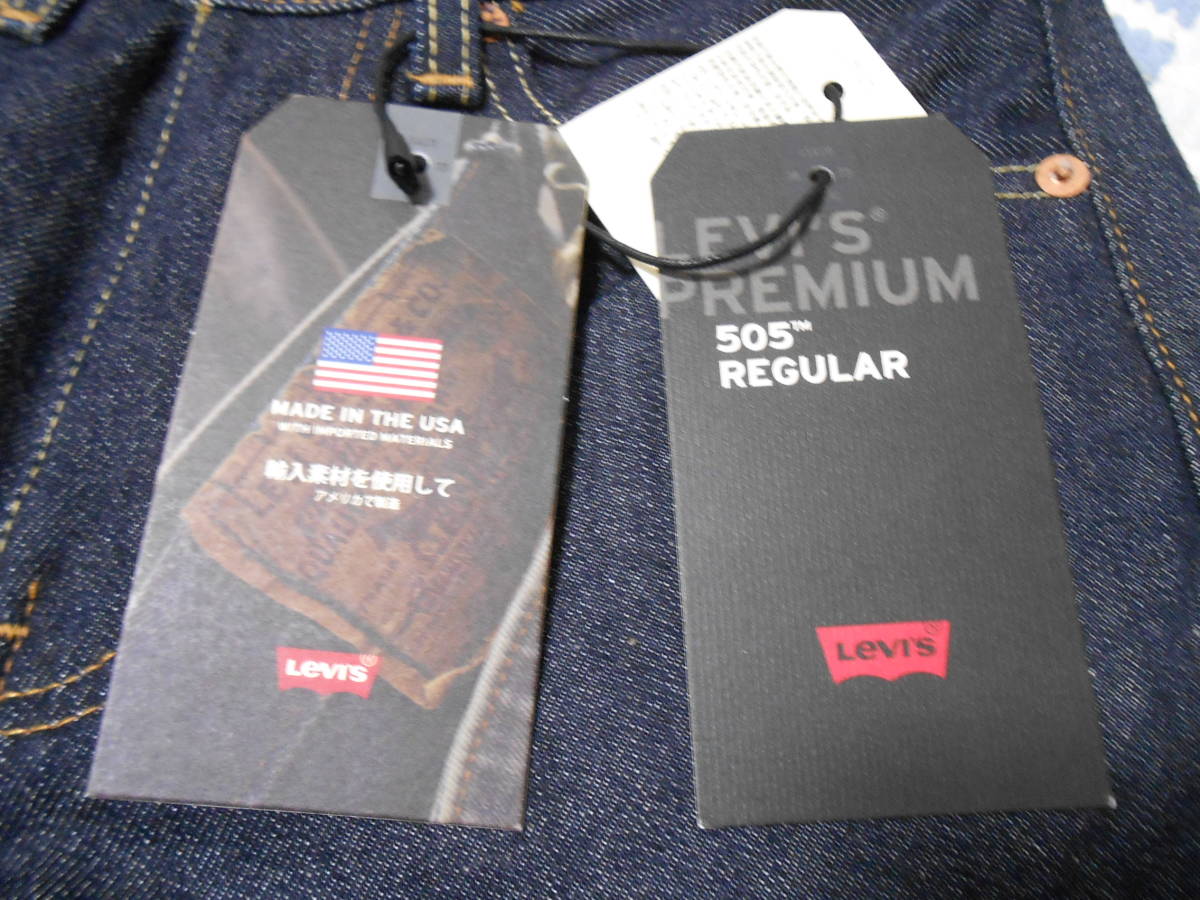 MADE IN THE USA
WITH IMPORTED MATERIALS
輸入素材を使用して
アメリカで製造
Levi's®
LEVI'S®
PREMIUM
505™
REGULAR
Levi's®